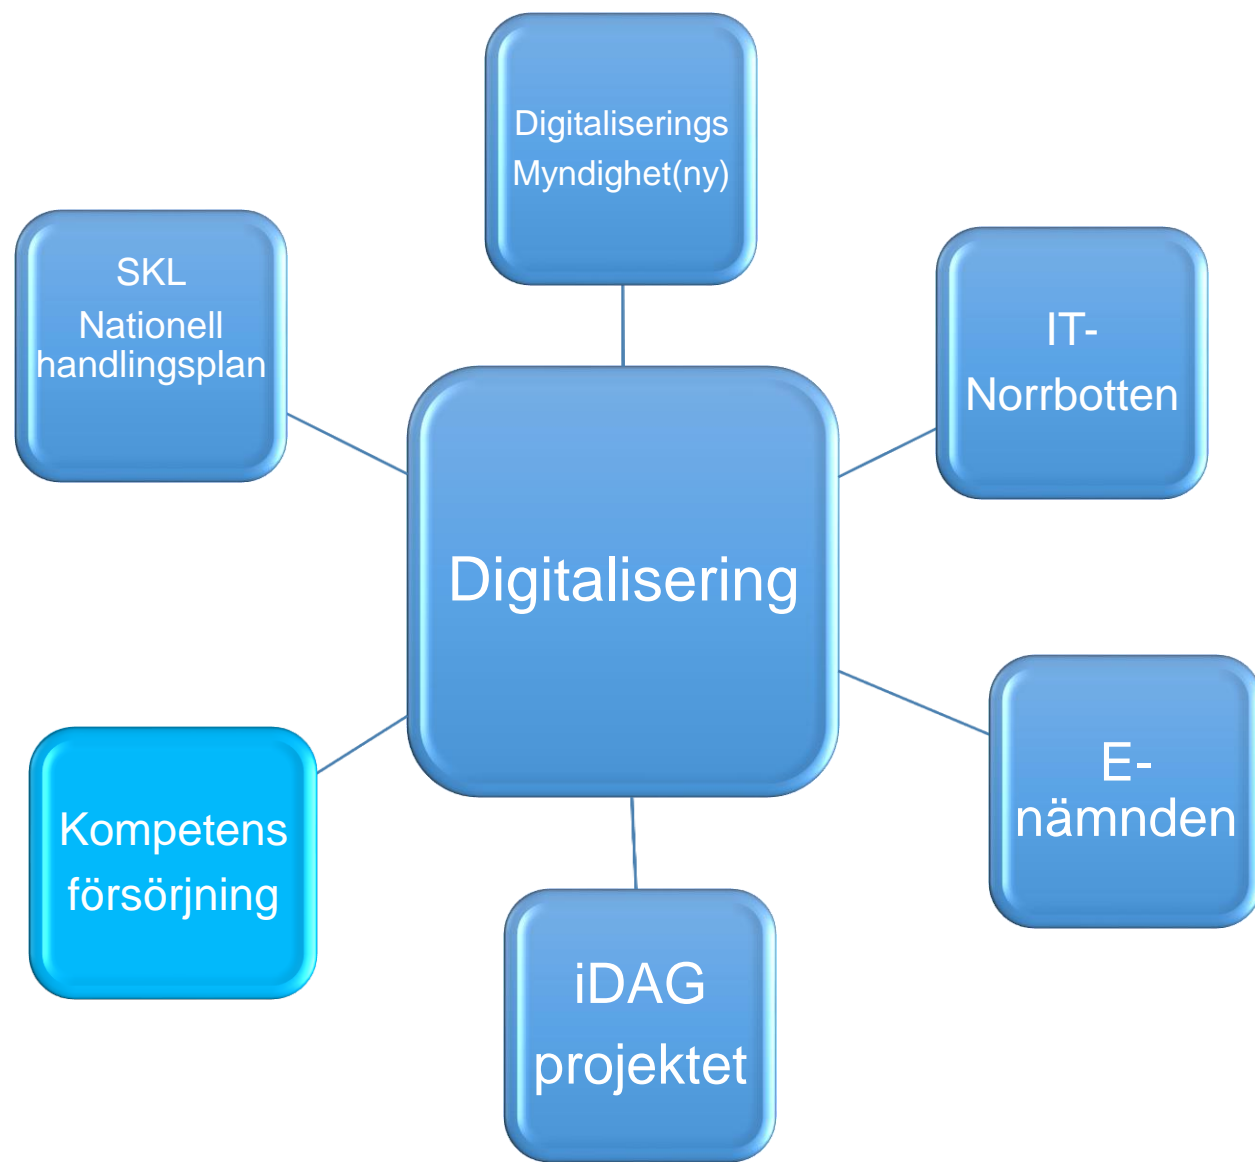 Digitaliserings
Myndighet(ny)
SKL
Nationell
handlingsplan
IT-
Norrbotten
Digitalisering
E-
nämnden
Kompetens
försörjning
iDAG
projektet